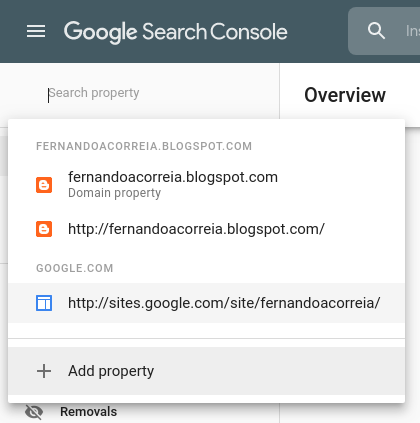 Google Search Console
Ins
Search property
Overview
FERNANDOACORREIA.BLOGSPOT.COM
fernandoacorreia.blogspot.com
Domain property
http://fernandoacorreia.blogspot.com/
GOOGLE.COM
http://sites.google.com/site/fernandoacorreia/
Add property
Removals